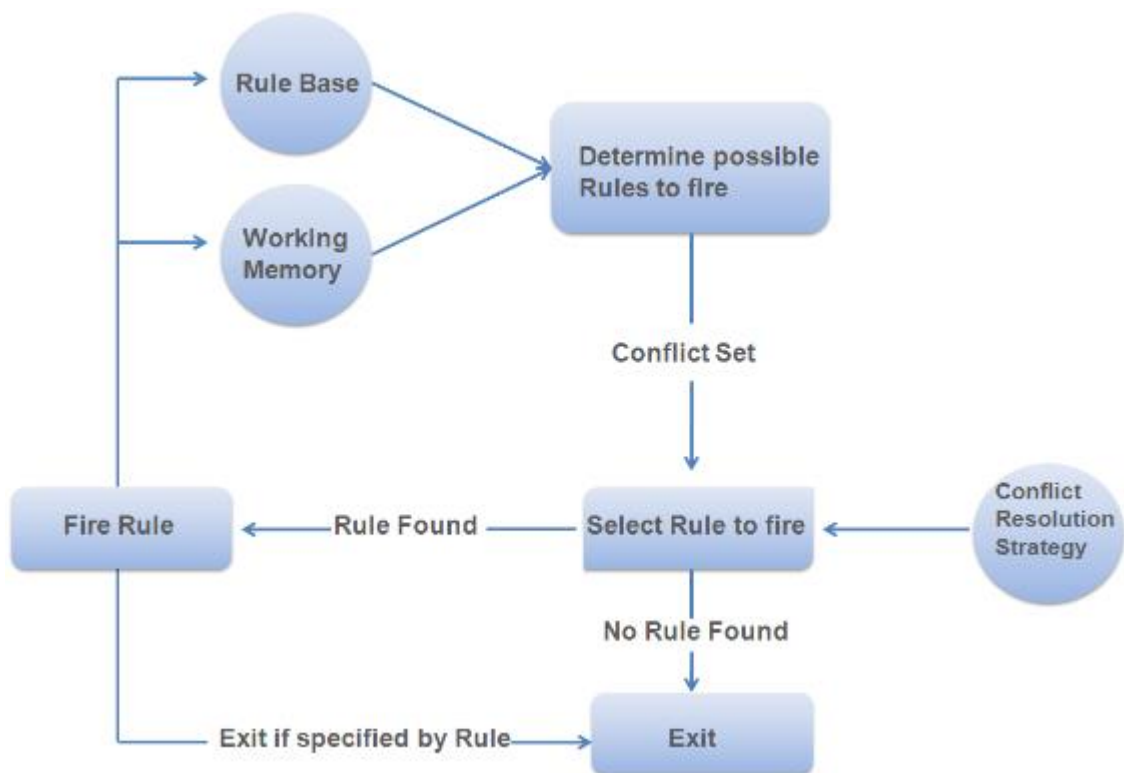 Rule Base
Determine possible
Rules to fire
Working
Memory
Conflict Set
Conflict
Resolution
Strategy
Fire Rule
Rule Found
Select Rule to fire
No Rule Found
Exit if specified by Rule
Exit